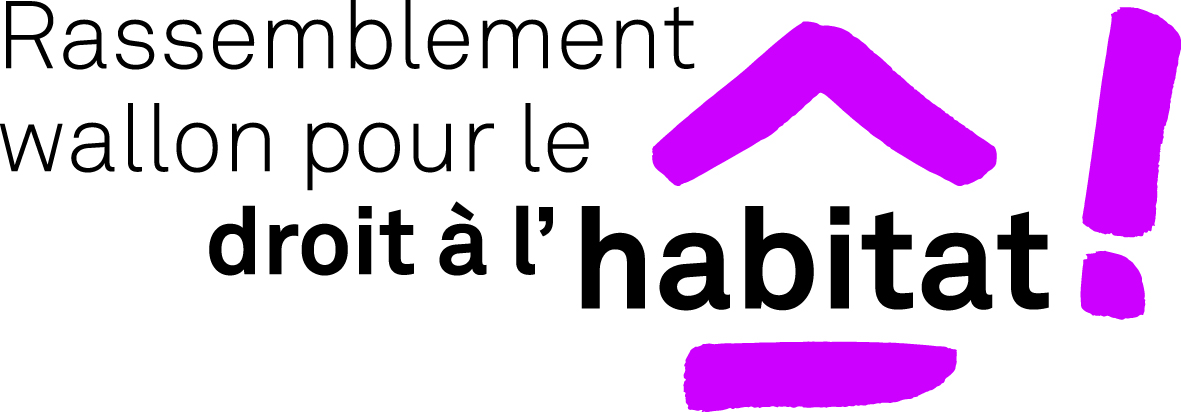 Rassemblement
wallon pour le
droit à l’habitat !